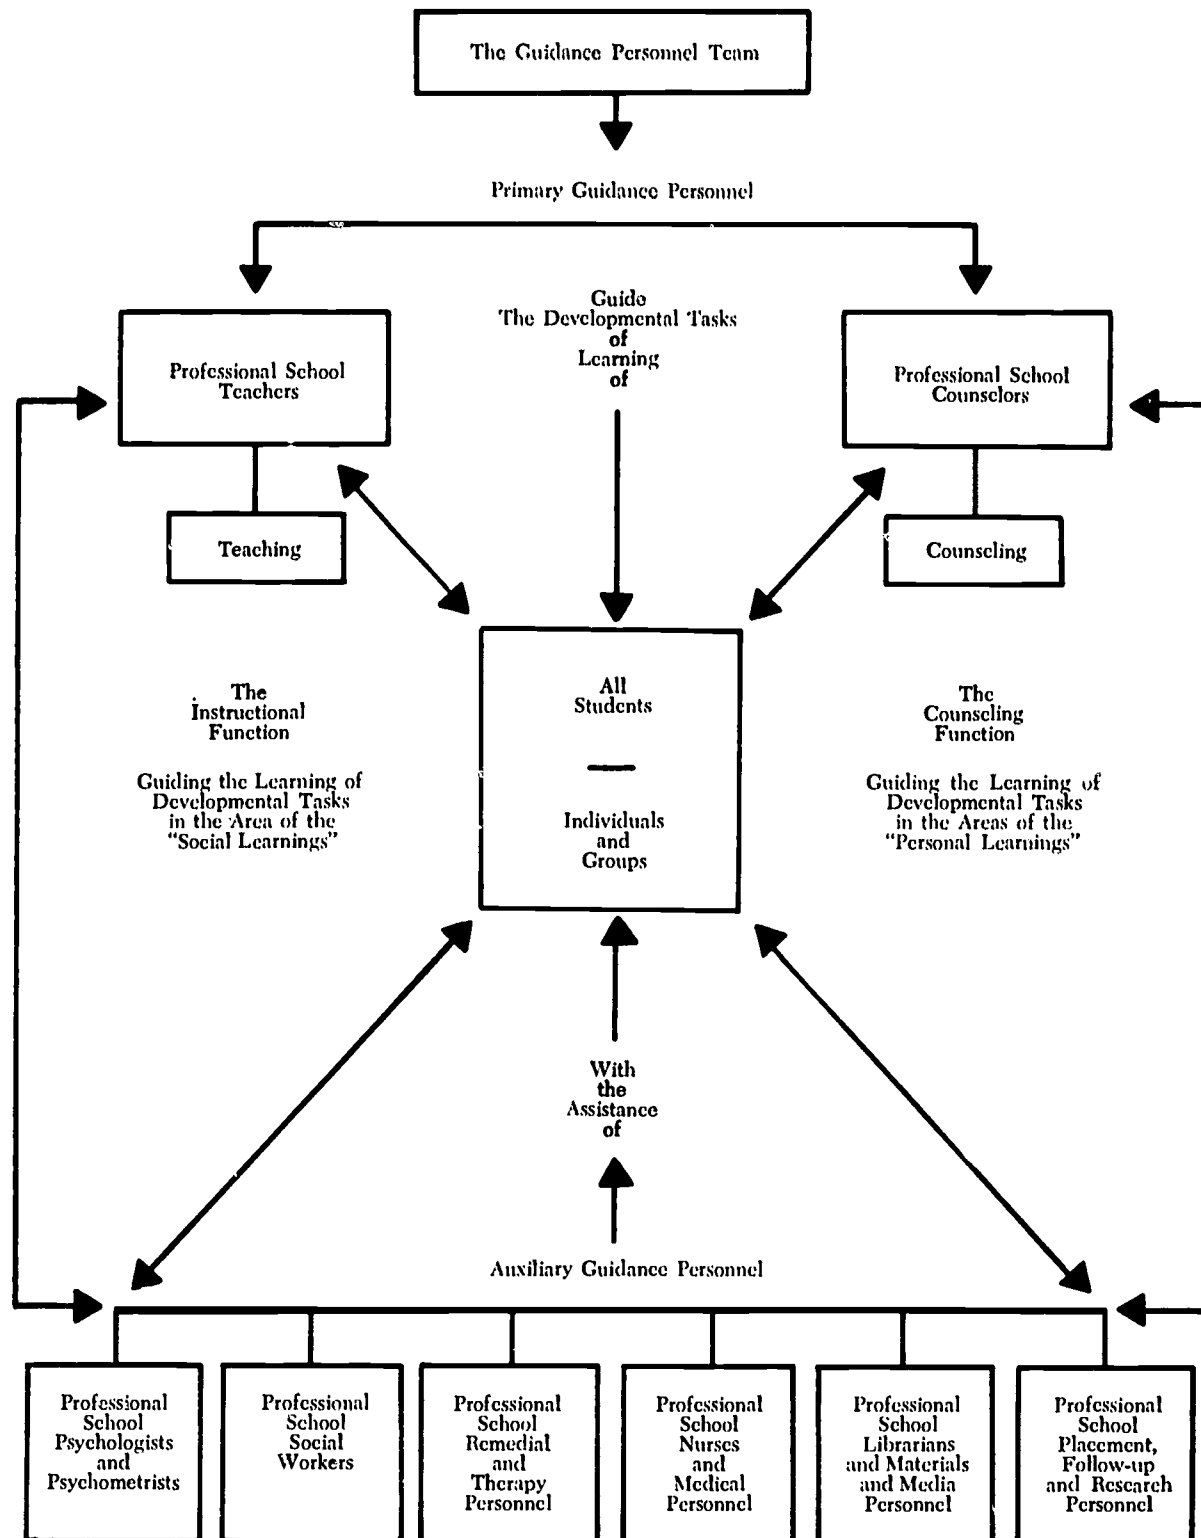 The Guidance Personnel Team
Primary Guidance Personnel
Guide
The Developmental Tasks
of
Learning
of
Professional School
Teachers
Professional School
Counselors
Teaching
Counseling
All
Students
Individuals
and
Groups
The
Instructional
Function
Guiding the Learning of
Developmental Tasks
in the Area of the
“Social Learnings”
The
Counseling
Function
Guiding the Learning of
Developmental Tasks
in the Areas of the
“Personal Learnings”
With
the
Assistance
of
Auxiliary Guidance Personnel
Professional
School
Psychologists
and
Psychometrists
Professional
School
Social
Workers
Professional
School
Remedial
and
Therapy
Personnel
Professional
School
Nurses
and
Medical
Personnel
Professional
School
Librarians
and Materials
and Media
Personnel
Professional
School
Placement,
Follow-up
and Research
Personnel